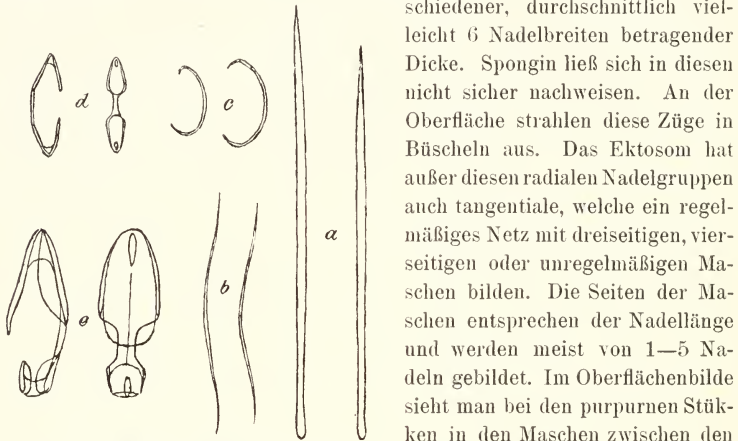 schiedener, durchschnittlich viel-
leicht 6 Nadelbreiten betragender
Dicke. Spongin ließ sich in diesen
nicht sicher nachweisen. An der
Oberfläche strahlen diese Züge in
Büscheln aus. Das Ektosom hat
außer diesen radialen Nadelgruppen
auch tangentiale, welche ein regel-
mäßiges Netz mit dreiseitigen, vier-
seitigen oder unregelmäßigen Ma-
schen bilden. Die Seiten der Ma-
schen entsprechen der Nadellänge
und werden meist von 1—5 Na-
deln gebildet. Im Oberflächenbilde
sieht man bei den purpurnen Stük-
ken in den Maschen zwischen den
d
c
a
b
e